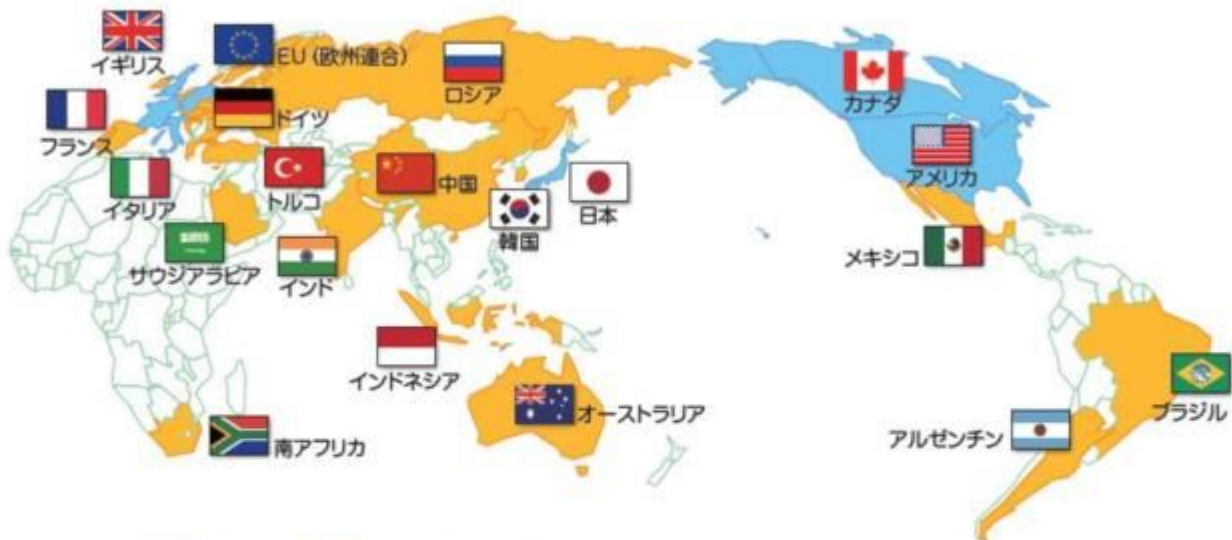 イギリス
EU（欧州連合）
ロシア
カナダ
フランス
ドイツ
アメリカ
イタリア
トルコ
中国
韓国
日本
サウジアラビア
インド
メキシコ
インドネシア
オーストラリア
ブラジル
南アフリカ
アルゼンチン